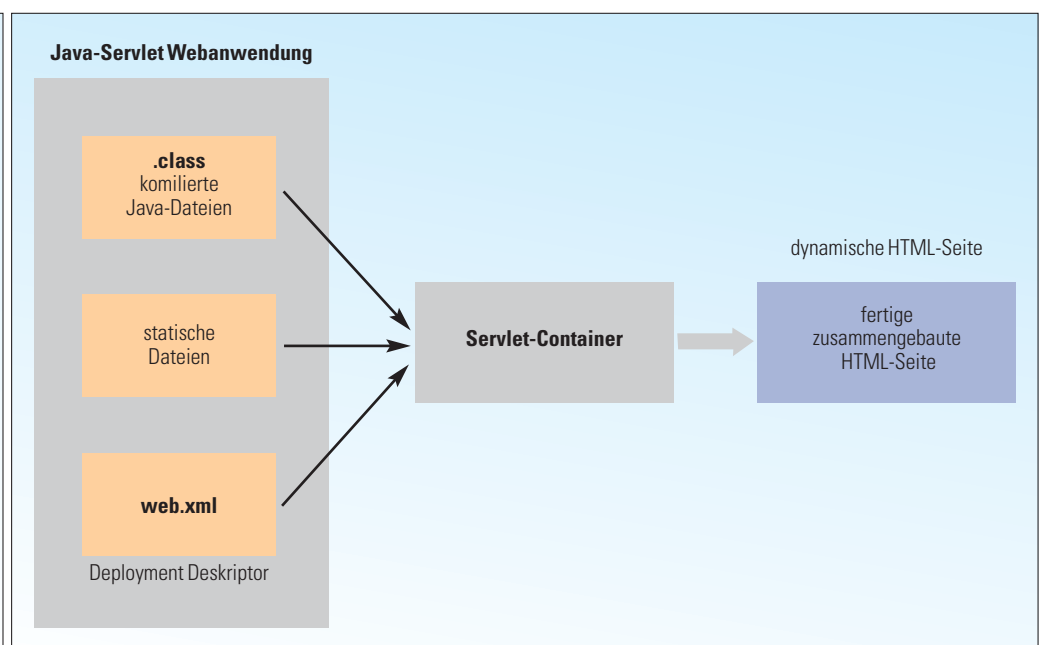 Java-Servlet Webanwendung
.class
komilierte
Java-Dateien
statische
Dateien
web.xml
Deployment Deskriptor
Servlet-Container
dynamische HTML-Seite
fertige
zusammengebaute
HTML-Seite